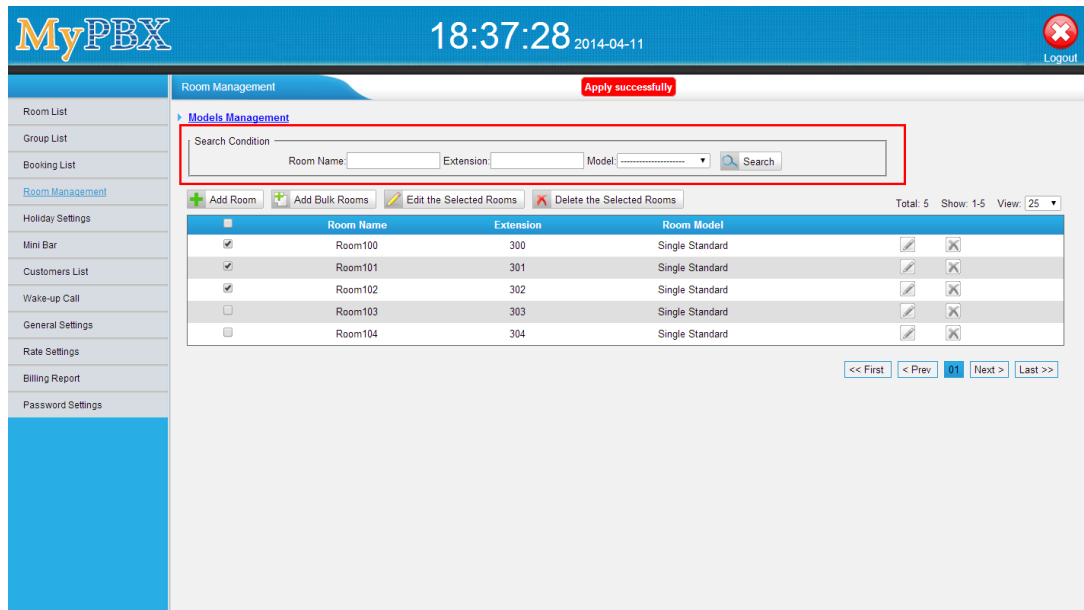 MyPBX
18:37:28 2014-04-11
Logout
Room List
Group List
Booking List
Room Management
Holiday Settings
Mini Bar
Customers List
Wake-up Call
General Settings
Rate Settings
Billing Report
Password Settings
Room Management
Apply successfully
Models Management
Search Condition
Room Name: Extension: Model: --------------------- Search
Add Room Add Bulk Rooms Edit the Selected Rooms Delete the Selected Rooms Total: 5 Show: 1-5 View: 25
Room Name Extension Room Model
Room100 300 Single Standard
Room101 301 Single Standard
Room102 302 Single Standard
Room103 303 Single Standard
Room104 304 Single Standard
<< First < Prev 01 Next > Last >>